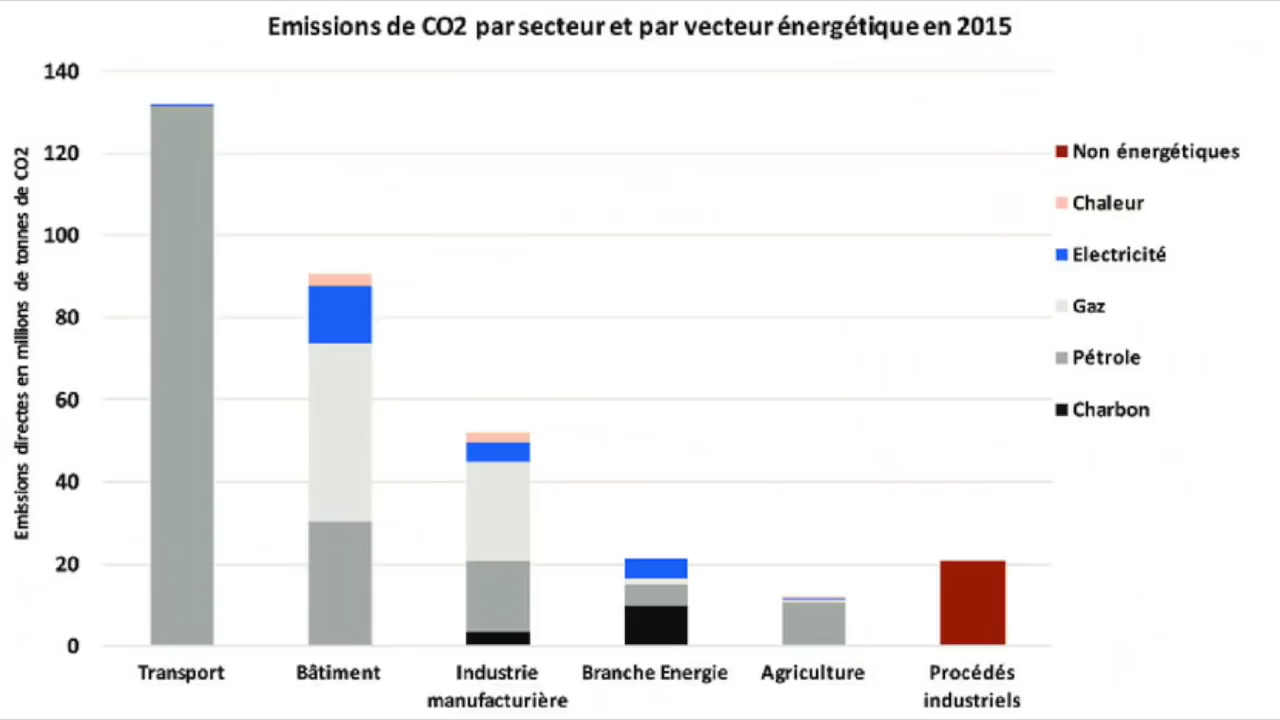 Emissions de CO2 par secteur et par vecteur énergétique en 2015
Emissions directes en millions de tonnes de CO2
140
120
100
80
60
40
20
0
Transport
Bâtiment
Industrie
manufacturière
Branche Energie
Agriculture
Procédés
industriels
Non énergétiques
Chaleur
Electricité
Gaz
Pétrole
Charbon